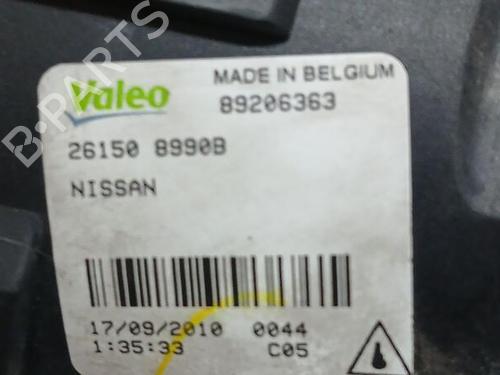 B-PARTS
Valeo
MADE IN BELGIUM
89206363
26150 8990B
NISSAN
17/09/2010 0044
1:35:33 C05